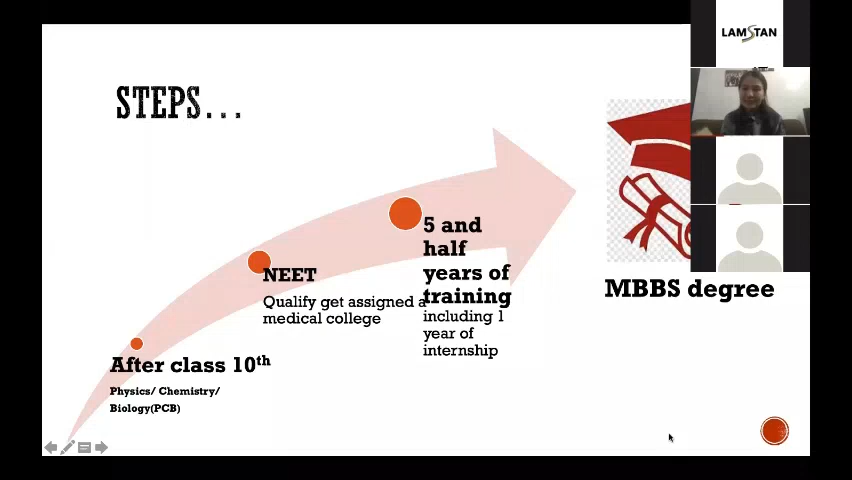 LAMSTAN
STEPS...
5 and
half
years of
training
including 1
year of
internship
NEET
Qualify get assigned a
medical college
MBBS degree
After class 10th
Physics/ Chemistry/
Biology(PCB)